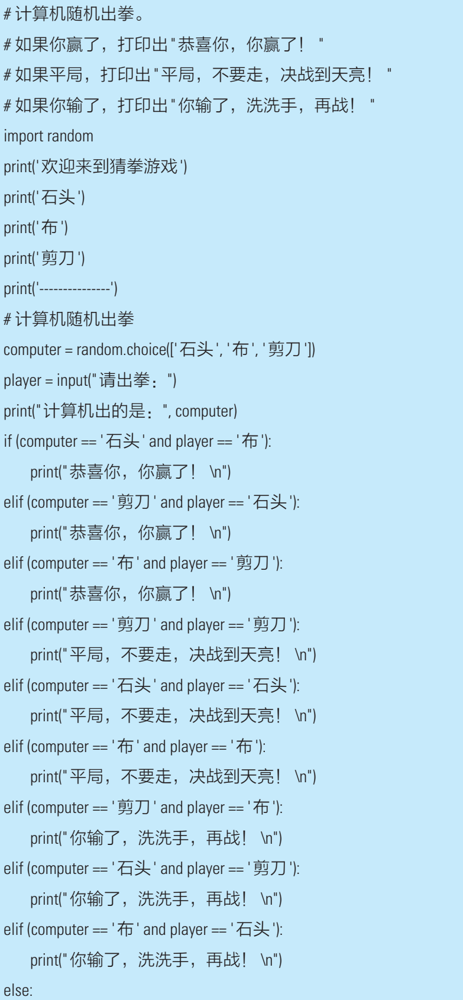 # 计算机随机出拳。
# 如果你赢了，打印出"恭喜你，你赢了！"
# 如果平局，打印出"平局，不要走，决战到天亮！"
# 如果你输了，打印出"你输了，洗洗手，再战！"
import random
print('欢迎来到猜拳游戏')
print('石头')
print('布')
print('剪刀')
print('---------------')
# 计算机随机出拳
computer = random.choice(['石头', '布', '剪刀'])
player = input("请出拳：")
print("计算机出的是：", computer)
if (computer == '石头' and player == '布'):
    print("恭喜你，你赢了！\n")
elif (computer == '剪刀' and player == '石头'):
    print("恭喜你，你赢了！\n")
elif (computer == '布' and player == '剪刀'):
    print("恭喜你，你赢了！\n")
elif (computer == '剪刀' and player == '剪刀'):
    print("平局，不要走，决战到天亮！\n")
elif (computer == '石头' and player == '石头'):
    print("平局，不要走，决战到天亮！\n")
elif (computer == '布' and player == '布'):
    print("平局，不要走，决战到天亮！\n")
elif (computer == '剪刀' and player == '布'):
    print("你输了，洗洗手，再战！\n")
elif (computer == '石头' and player == '剪刀'):
    print("你输了，洗洗手，再战！\n")
elif (computer == '布' and player == '石头'):
    print("你输了，洗洗手，再战！\n")
else: